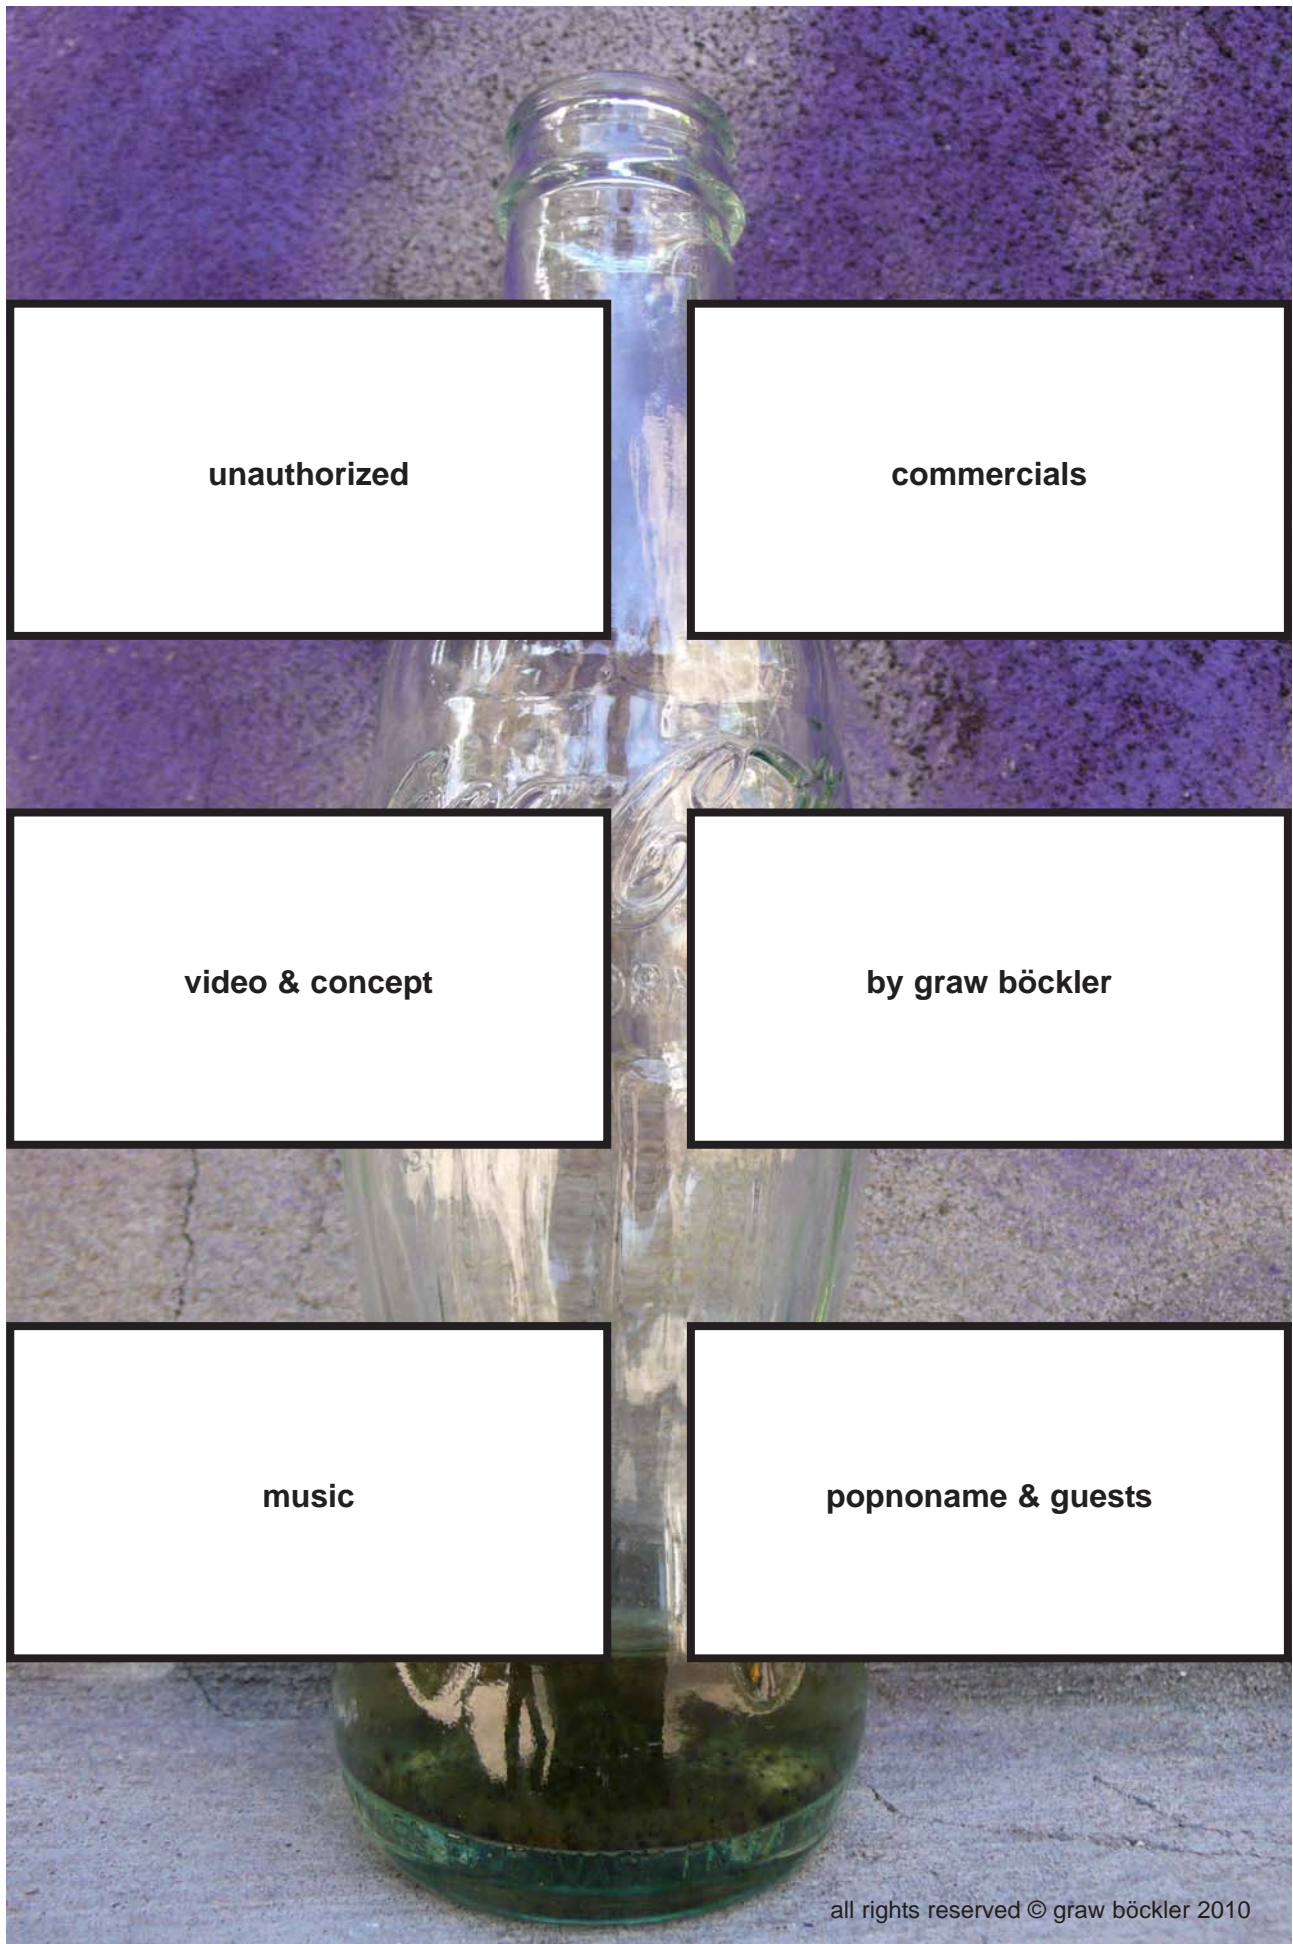 unauthorized
commercials
video & concept
by graw böckler
music
popnoname & guests
all rights reserved © graw böckler 2010